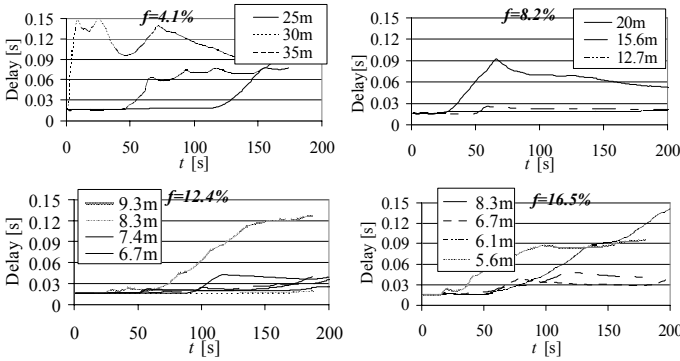 f=4.1%
25m
30m
35m
0.15
0.12
0.09
0.06
0.03
0
Delay [s]
0 50 100 150 200
t [s]
f=8.2%
20m
15.6m
12.7m
0.15
0.12
0.09
0.06
0.03
0
Delay [s]
0 50 100 150 200
t [s]
f=12.4%
9.3m
8.3m
7.4m
6.7m
0.15
0.12
0.09
0.06
0.03
0
Delay [s]
0 50 100 150 200
t [s]
f=16.5%
8.3m
6.7m
6.1m
5.6m
0.15
0.12
0.09
0.06
0.03
0
Delay [s]
0 50 100 150 200
t [s]